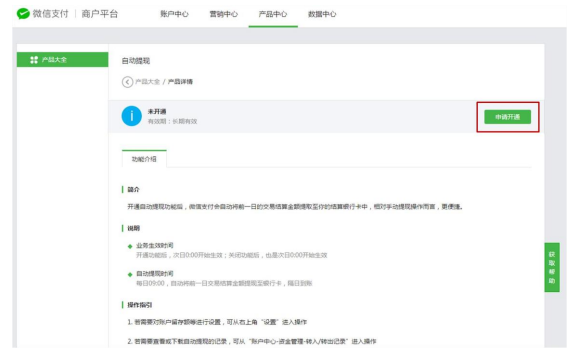 微信支付 | 商户平台
账户中心 营销中心 产品中心 数据中心
产品大全
自动提现
产品大全 / 产品详情
未开通
有效期：长期有效
申请开通
功能介绍
简介
开通自动提现功能后，微信支付会自动将前一日的交易结算金额提取至你的结算银行卡中，相对手动提现操作而言，更便捷。
说明
业务生效时间
开通功能后，次日0:00开始生效；关闭功能后，也是次日0:00开始生效
自动提现时间
每日09:00，自动将前一日交易结算金额提现至银行卡，隔日到账
操作指引
1. 若需要对账户留存额等进行设置，可从右上角“设置”进入操作
2. 若需要查看或下载自动提现的记录，可从“账户中心-资金管理-转入/转出记录”进入操作
获取帮助